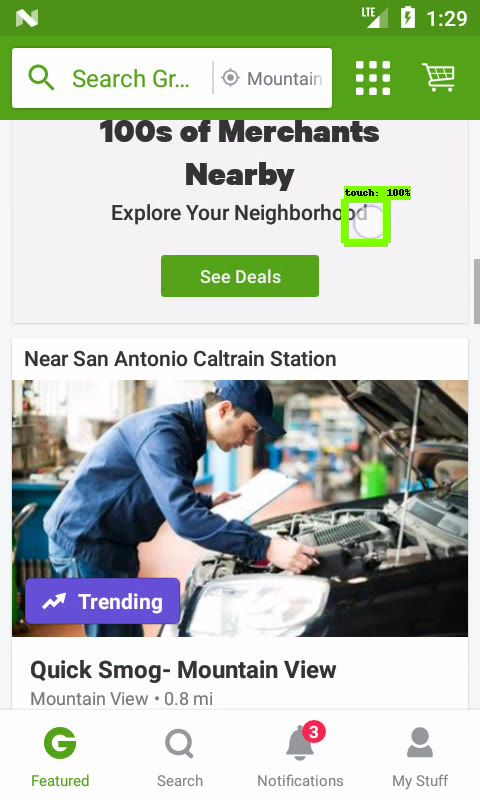 LTE 1:29
Search Gr... Mountain
100s of Merchants
Nearby
touch: 100%
Explore Your Neighborhood
See Deals
Near San Antonio Caltrain Station
Trending
Quick Smog- Mountain View
Mountain View • 0.8 mi
3
Featured Search Notifications My Stuff